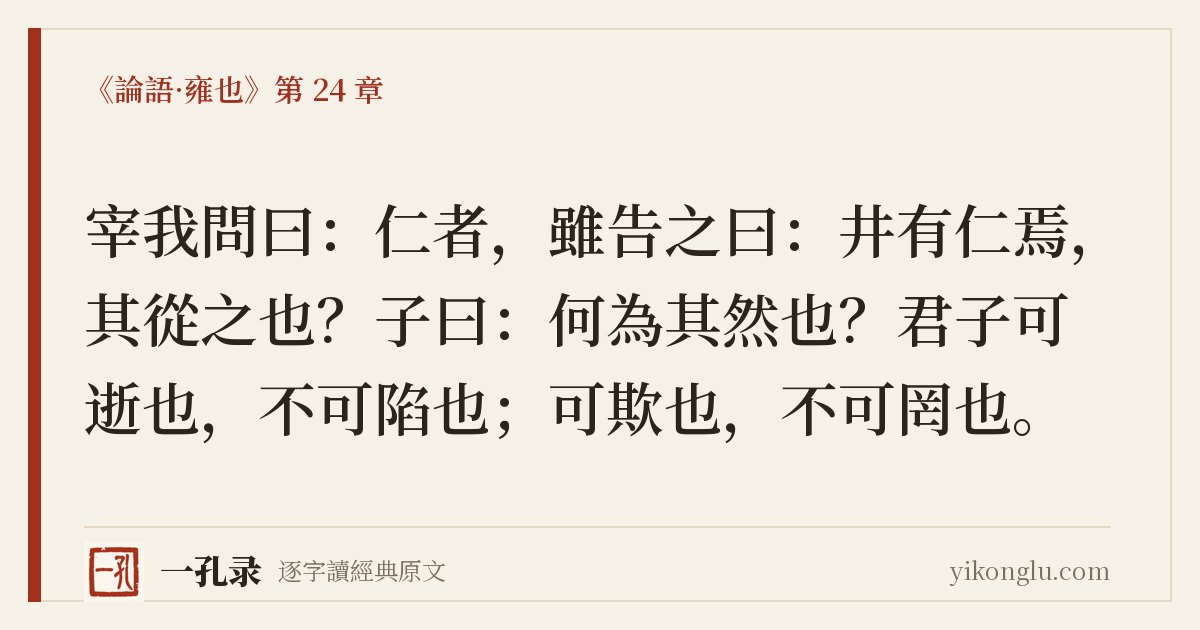 《論語·雍也》第 24 章
宰我問曰：仁者，雖告之曰：井有仁焉，
其從之也？子曰：何為其然也？君子可
逝也，不可陷也；可欺也，不可罔也。
一孔
一孔录 逐字讀經典原文 yikonglu.com